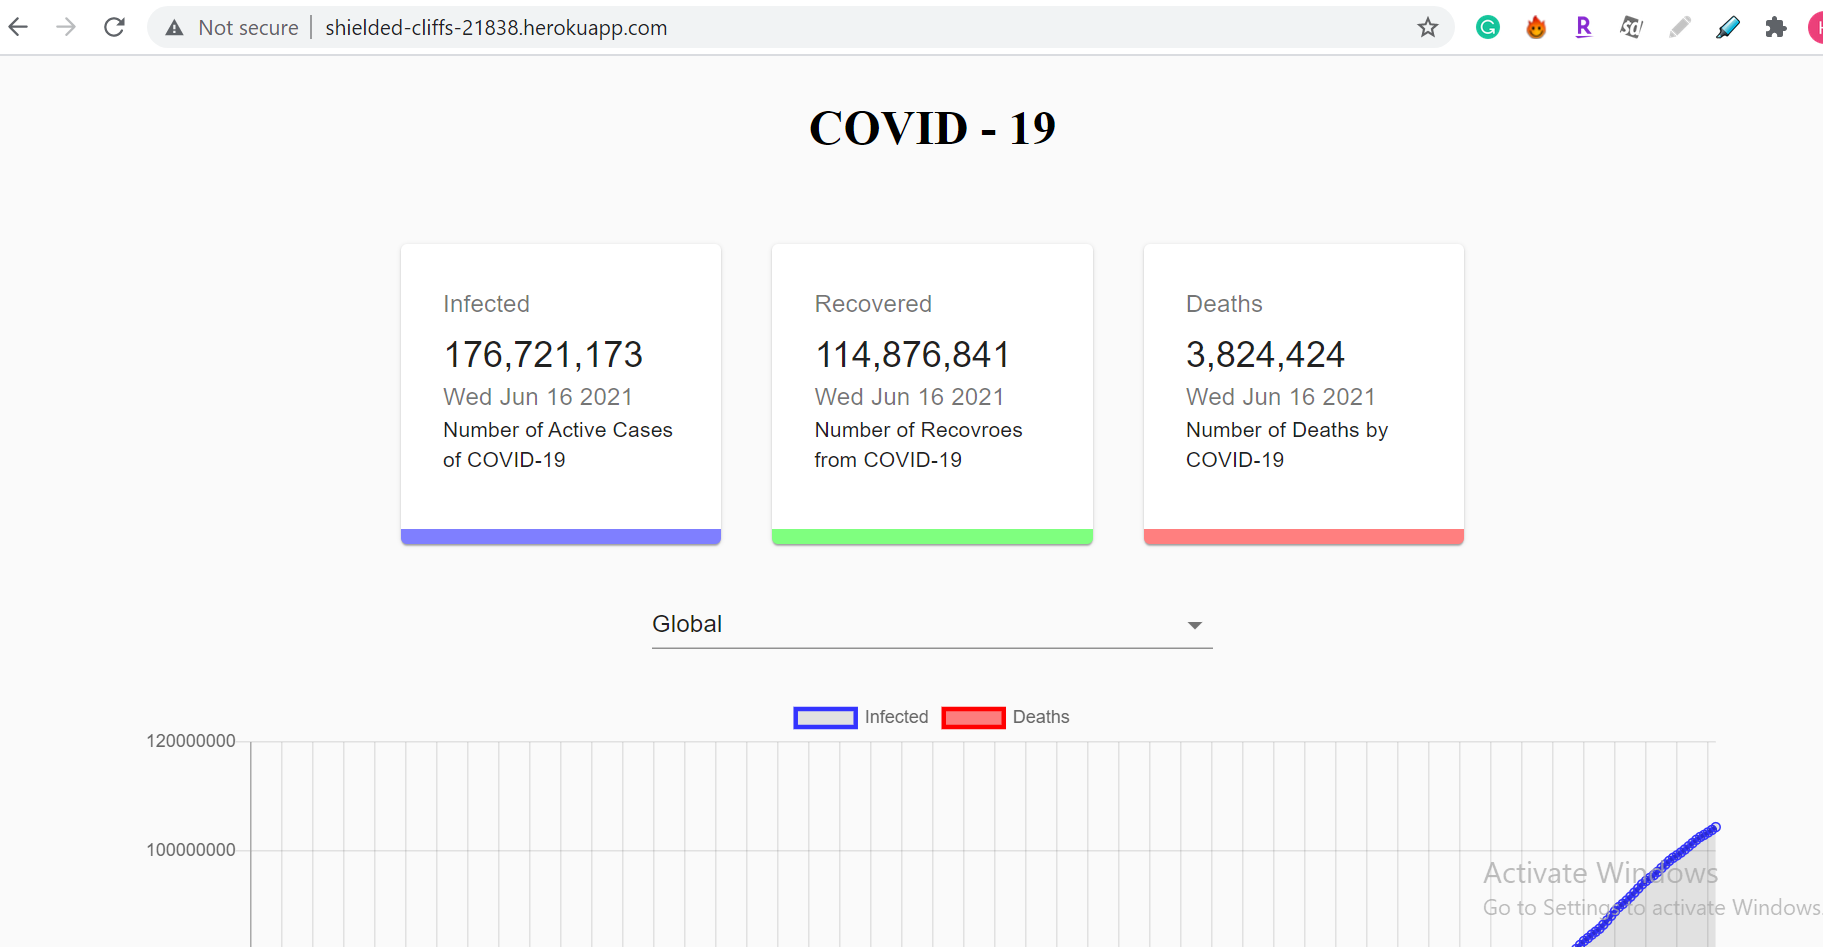 Not secure | shielded-cliffs-21838.herokuapp.com
COVID - 19
Infected
176,721,173
Wed Jun 16 2021
Number of Active Cases
of COVID-19
Recovered
114,876,841
Wed Jun 16 2021
Number of Recovroes
from COVID-19
Deaths
3,824,424
Wed Jun 16 2021
Number of Deaths by
COVID-19
Global
Infected Deaths
120000000
100000000
Activate Windows
Go to Settings to activate Windows.